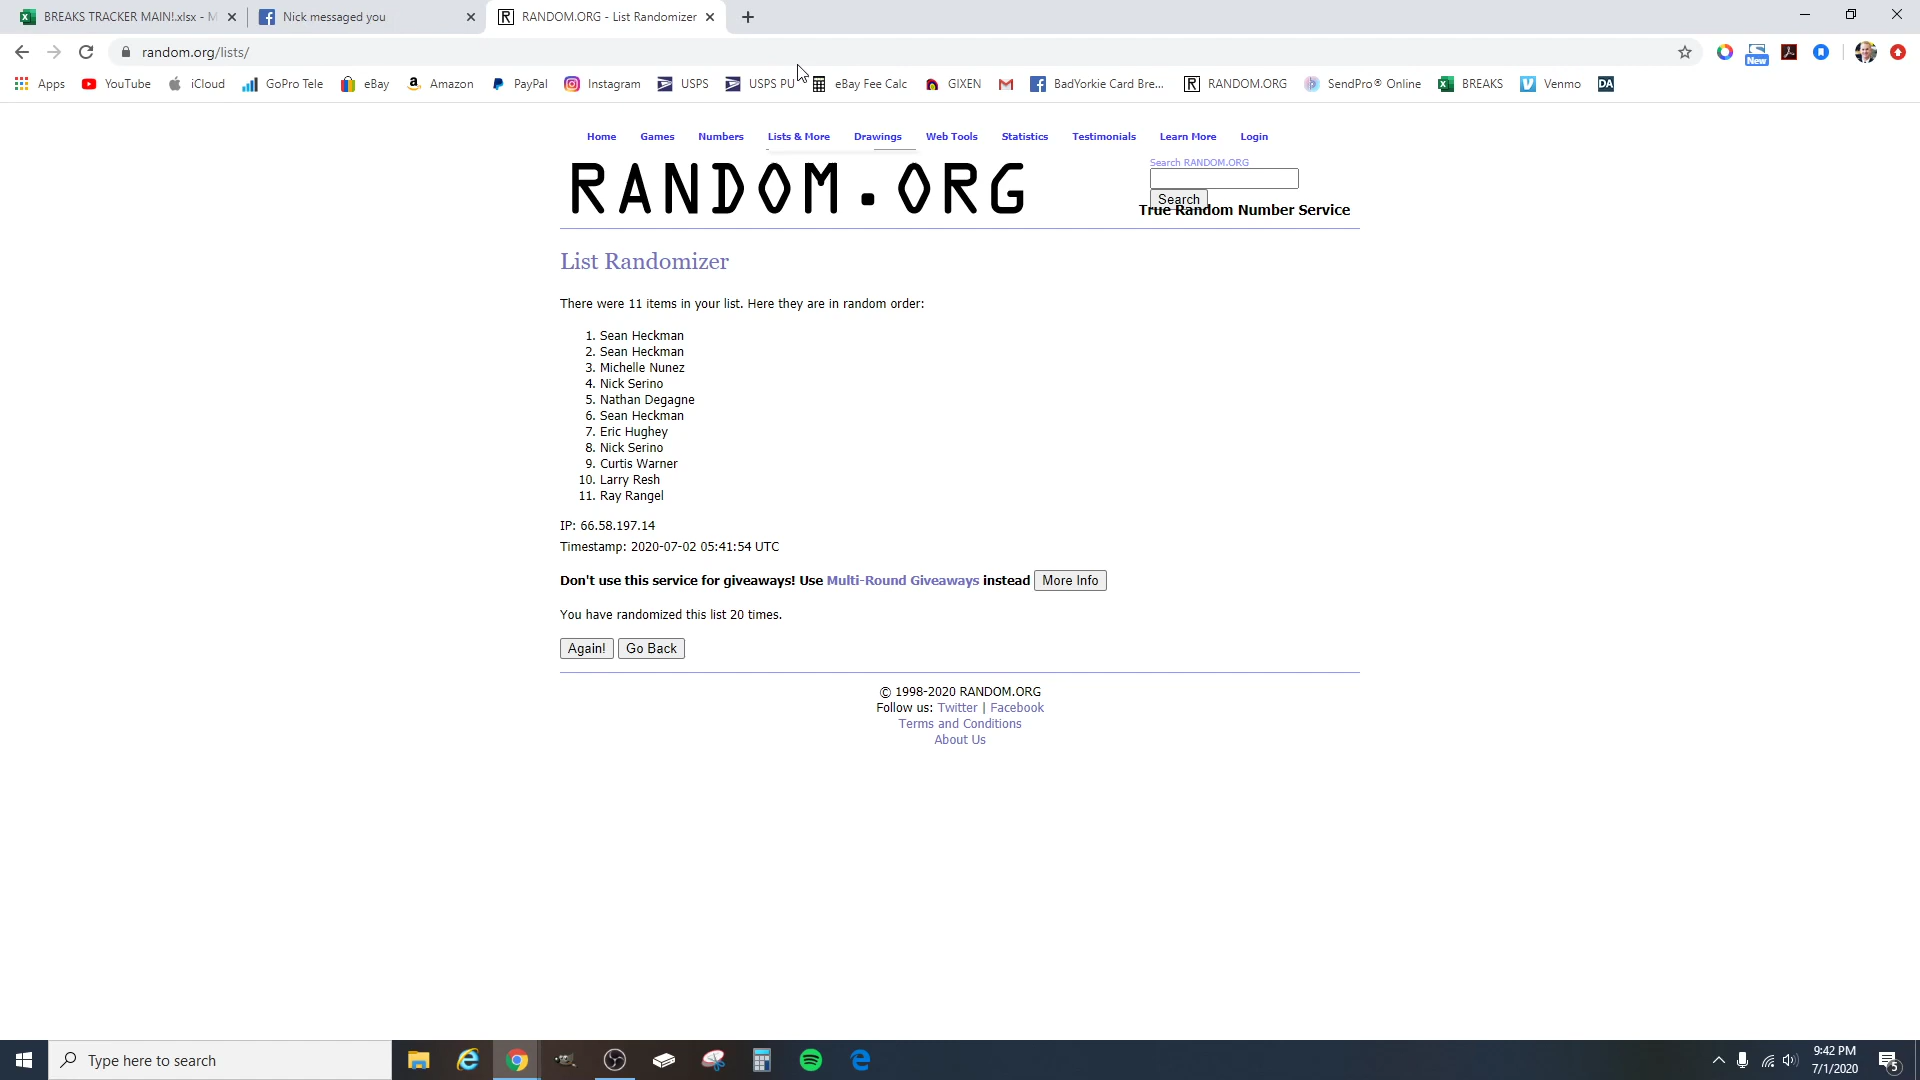 BREAKS TRACKER MAIN!.xlsx - M
Nick messaged you
RANDOM.ORG - List Randomizer
random.org/lists/
New
Apps YouTube iCloud GoPro Tele eBay Amazon PayPal Instagram USPS USPS PU eBay Fee Calc GIXEN BadYorkie Card Bre... RANDOM.ORG SendPro® Online BREAKS Venmo DA
Home Games Numbers Lists & More Drawings Web Tools Statistics Testimonials Learn More Login
RANDOM.ORG
Search RANDOM.ORG
Search
True Random Number Service
List Randomizer
There were 11 items in your list. Here they are in random order:
1. Sean Heckman
2. Sean Heckman
3. Michelle Nunez
4. Nick Serino
5. Nathan Degagne
6. Sean Heckman
7. Eric Hughey
8. Nick Serino
9. Curtis Warner
10. Larry Resh
11. Ray Rangel
IP: 66.58.197.14
Timestamp: 2020-07-02 05:41:54 UTC
Don't use this service for giveaways! Use Multi-Round Giveaways instead More Info
You have randomized this list 20 times.
Again! Go Back
© 1998-2020 RANDOM.ORG
Follow us: Twitter | Facebook
Terms and Conditions
About Us
Type here to search
9:42 PM
7/1/2020
5